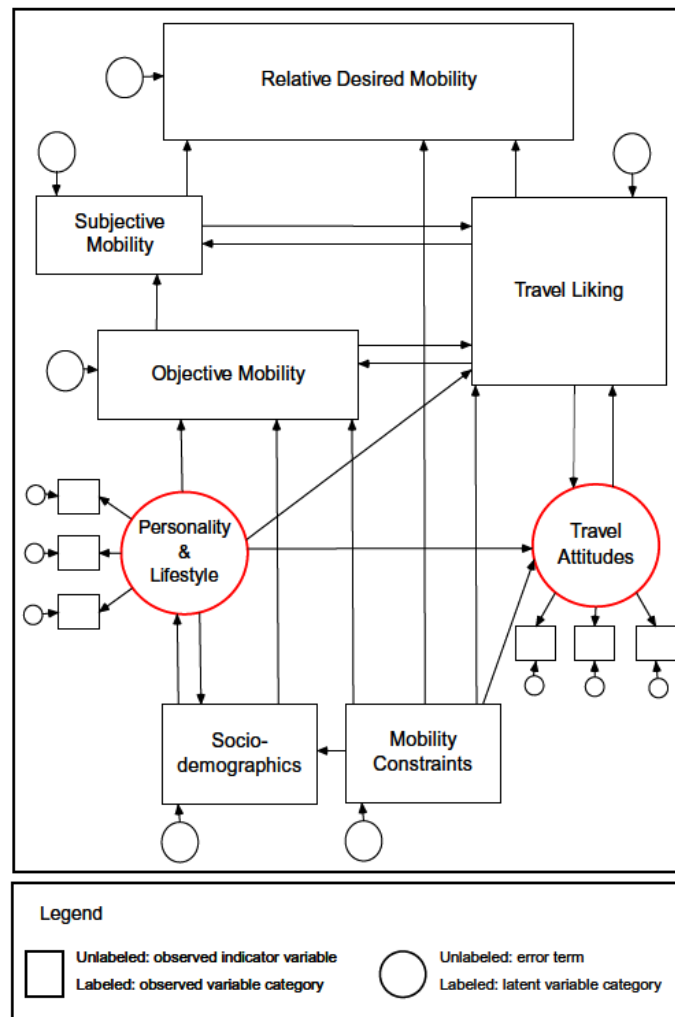 Relative Desired Mobility
Subjective
Mobility
Travel Liking
Objective Mobility
Personality
&
Lifestyle
Travel
Attitudes
Socio-
demographics
Mobility
Constraints
Legend
Unlabeled: observed indicator variable
Labeled: observed variable category
Unlabeled: error term
Labeled: latent variable category